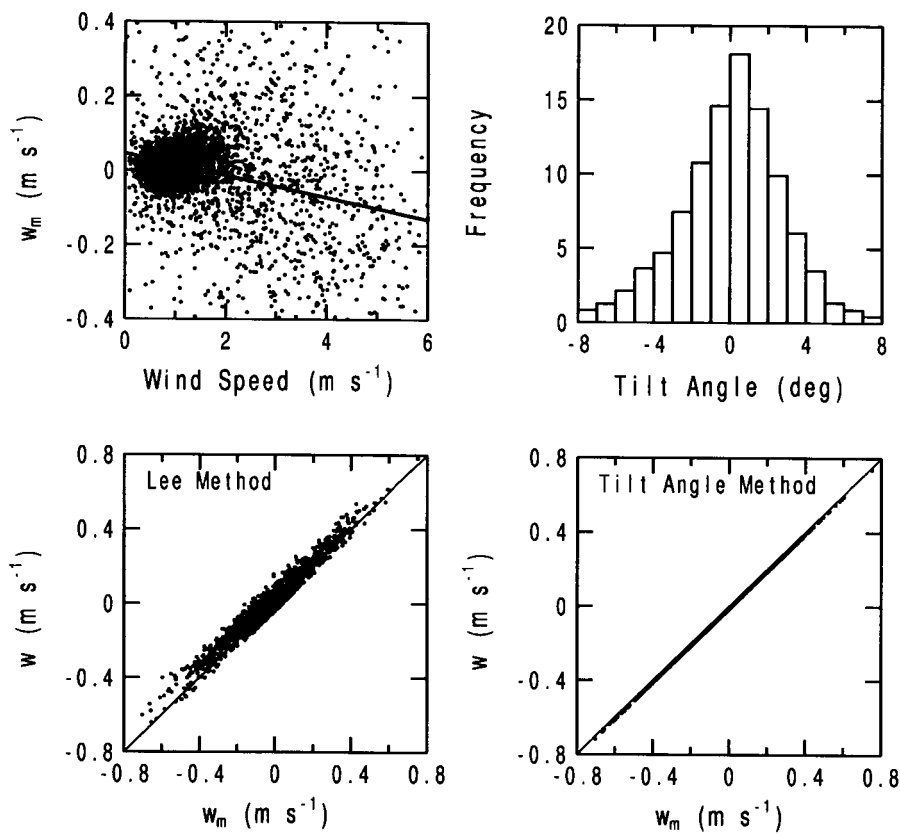 0.4
0.2
0
-0.2
-0.4
w_m (m s^-1)
0 2 4 6
Wind Speed (m s^-1)
20
15
10
5
0
Frequency
-8 -4 0 4 8
Tilt Angle (deg)
0.8
0.4
0
-0.4
-0.8
w (m s^-1)
Lee Method
-0.8 -0.4 0 0.4 0.8
w_m (m s^-1)
0.8
0.4
0
-0.4
-0.8
w (m s^-1)
Tilt Angle Method
-0.8 -0.4 0 0.4 0.8
w_m (m s^-1)